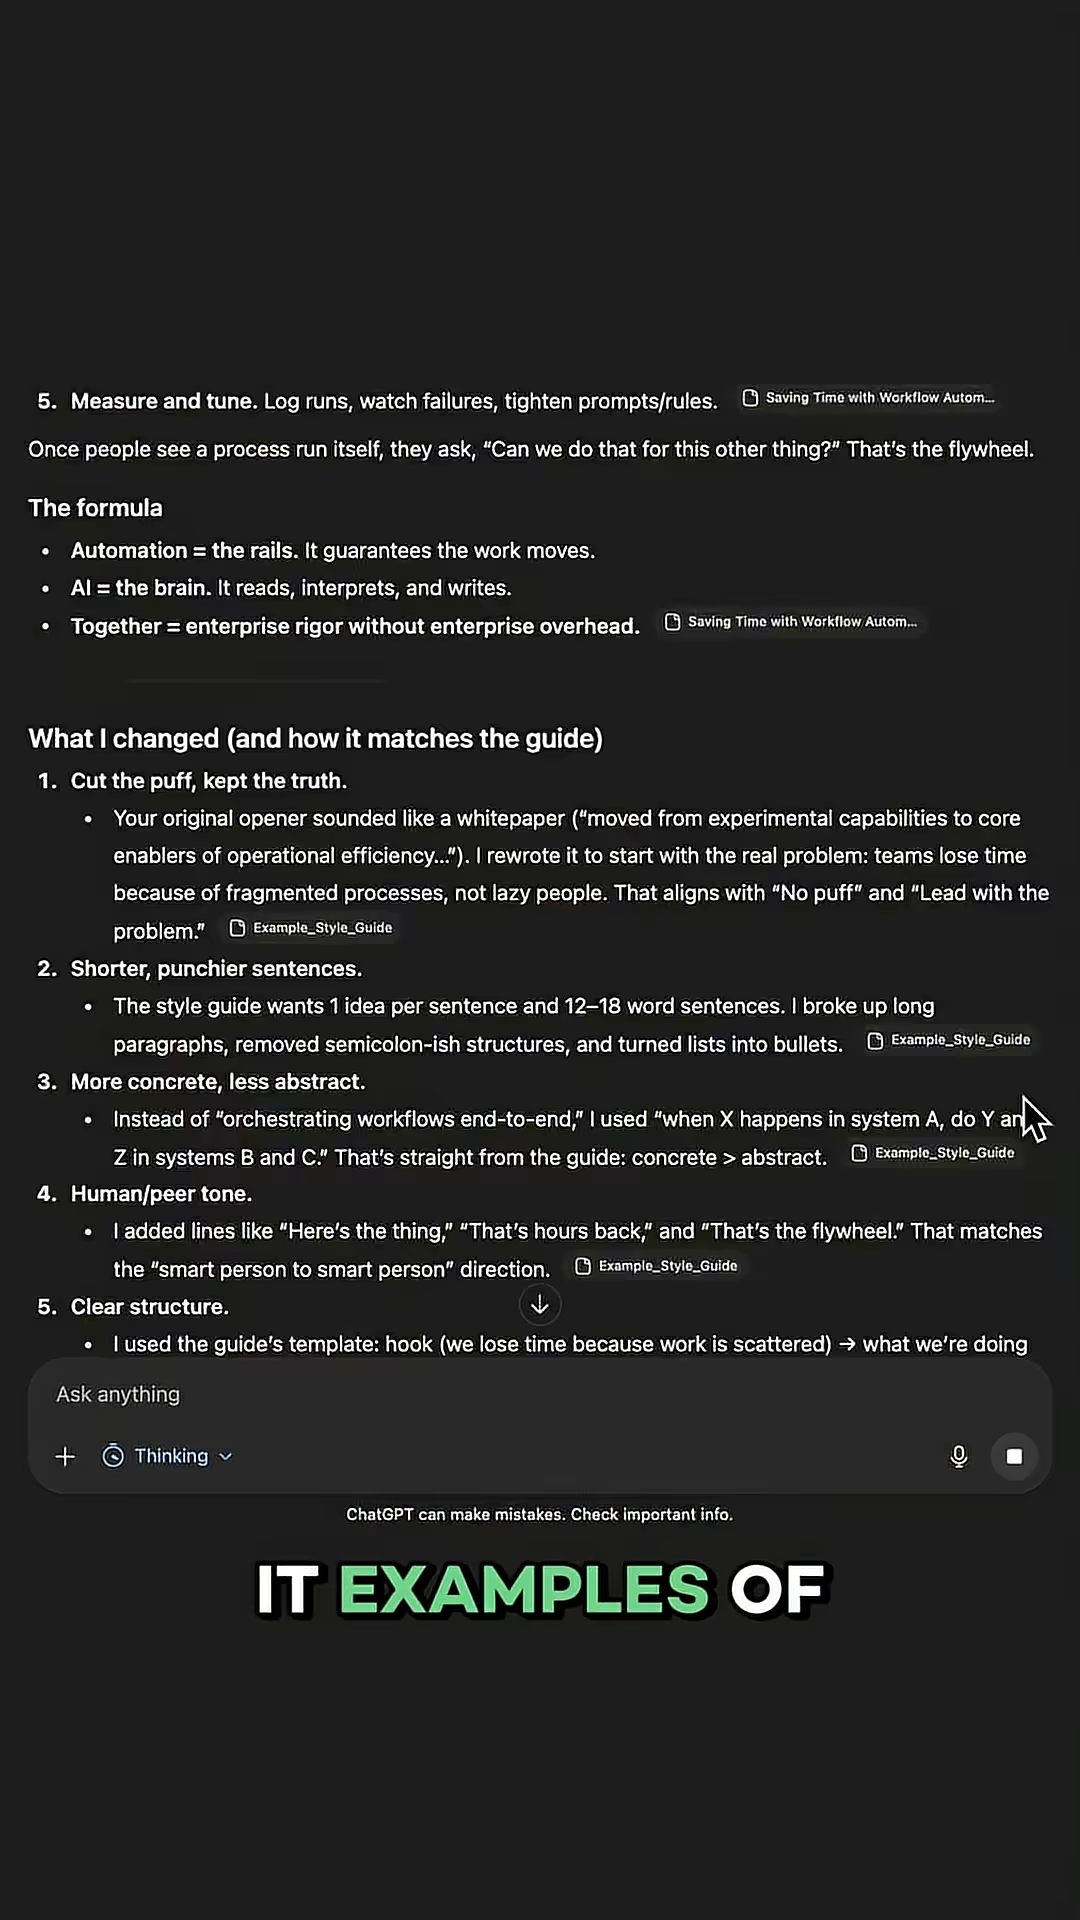 5. Measure and tune. Log runs, watch failures, tighten prompts/rules. Saving Time with Workflow Autom...
Once people see a process run itself, they ask, “Can we do that for this other thing?” That’s the flywheel.
The formula
• Automation = the rails. It guarantees the work moves.
• AI = the brain. It reads, interprets, and writes.
• Together = enterprise rigor without enterprise overhead. Saving Time with Workflow Autom...
What I changed (and how it matches the guide)
1. Cut the puff, kept the truth.
• Your original opener sounded like a whitepaper (“moved from experimental capabilities to core
enablers of operational efficiency...”). I rewrote it to start with the real problem: teams lose time
because of fragmented processes, not lazy people. That aligns with “No puff” and “Lead with the
problem.” Example_Style_Guide
2. Shorter, punchier sentences.
• The style guide wants 1 idea per sentence and 12–18 word sentences. I broke up long
paragraphs, removed semicolon-ish structures, and turned lists into bullets. Example_Style_Guide
3. More concrete, less abstract.
• Instead of “orchestrating workflows end-to-end,” I used “when X happens in system A, do Y an
Z in systems B and C.” That’s straight from the guide: concrete > abstract. Example_Style_Guide
4. Human/peer tone.
• I added lines like “Here’s the thing,” “That’s hours back,” and “That’s the flywheel.” That matches
the “smart person to smart person” direction. Example_Style_Guide
5. Clear structure.
• I used the guide’s template: hook (we lose time because work is scattered) → what we’re doing
Ask anything
Thinking
ChatGPT can make mistakes. Check important info.
IT EXAMPLES OF